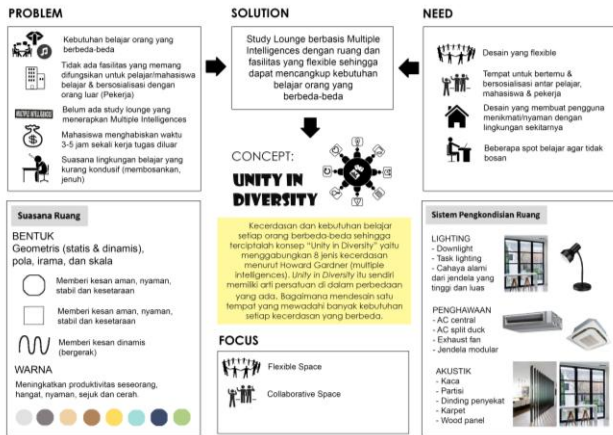 PROBLEM
Kebutuhan belajar orang yang
berbeda-beda
Tidak ada fasilitas yang memang
difungsikan untuk pelajar/mahasiswa
belajar & bersosialisasi dengan
orang luar (Pekerja)
MULTIPLE INTELLIGENCES
Belum ada study lounge yang
menerapkan Multiple Intelligences
Mahasiswa menghabiskan waktu
3-5 jam sekali kerja tugas diluar
Suasana lingkungan belajar yang
kurang kondusif (membosankan,
jenuh)
SOLUTION
Study Lounge berbasis Multiple
Intelligences dengan ruang dan
fasilitas yang flexible sehingga
dapat mencangkup kebutuhan
belajar orang yang
berbeda-beda
NEED
Desain yang flexible
Tempat untuk bertemu &
bersosialisasi antar pelajar,
mahasiswa & pekerja
Desain yang membuat pengguna
menikmati/nyaman dengan
lingkungan sekitarnya
Beberapa spot belajar agar tidak
bosan
CONCEPT:
UNITY IN
DIVERSITY
Kecerdasan dan kebutuhan belajar
setiap orang berbeda-beda sehingga
terciptalah konsep "Unity in Diversity" yaitu
menggabungkan 8 jenis kecerdasan
menurut Howard Gardner (multiple
intelligences). Unity in Diversity itu sendiri
memiliki arti persatuan di dalam perbedaan
yang ada. Bagaimana mendesain satu
tempat yang mewadahi banyak kebutuhan
setiap kecerdasan yang berbeda.
FOCUS
Flexible Space
Collaborative Space
Suasana Ruang
BENTUK
Geometris (statis & dinamis),
pola, irama, dan skala
Memberi kesan aman, nyaman,
stabil dan kesetaraan
Memberi kesan aman, nyaman,
stabil dan kesetaraan
Memberi kesan dinamis
(bergerak)
WARNA
Meningkatkan produktivitas seseorang,
hangat, nyaman, sejuk dan cerah.
Sistem Pengkondisian Ruang
LIGHTING
- Downlight
- Task lighting
- Cahaya alami
dari jendela yang
tinggi dan luas
PENGHAWAAN
- AC central
- AC split duck
- Exhaust fan
- Jendela modular
AKUSTIK
- Kaca
- Partisi
- Dinding penyekat
- Karpet
- Wood panel